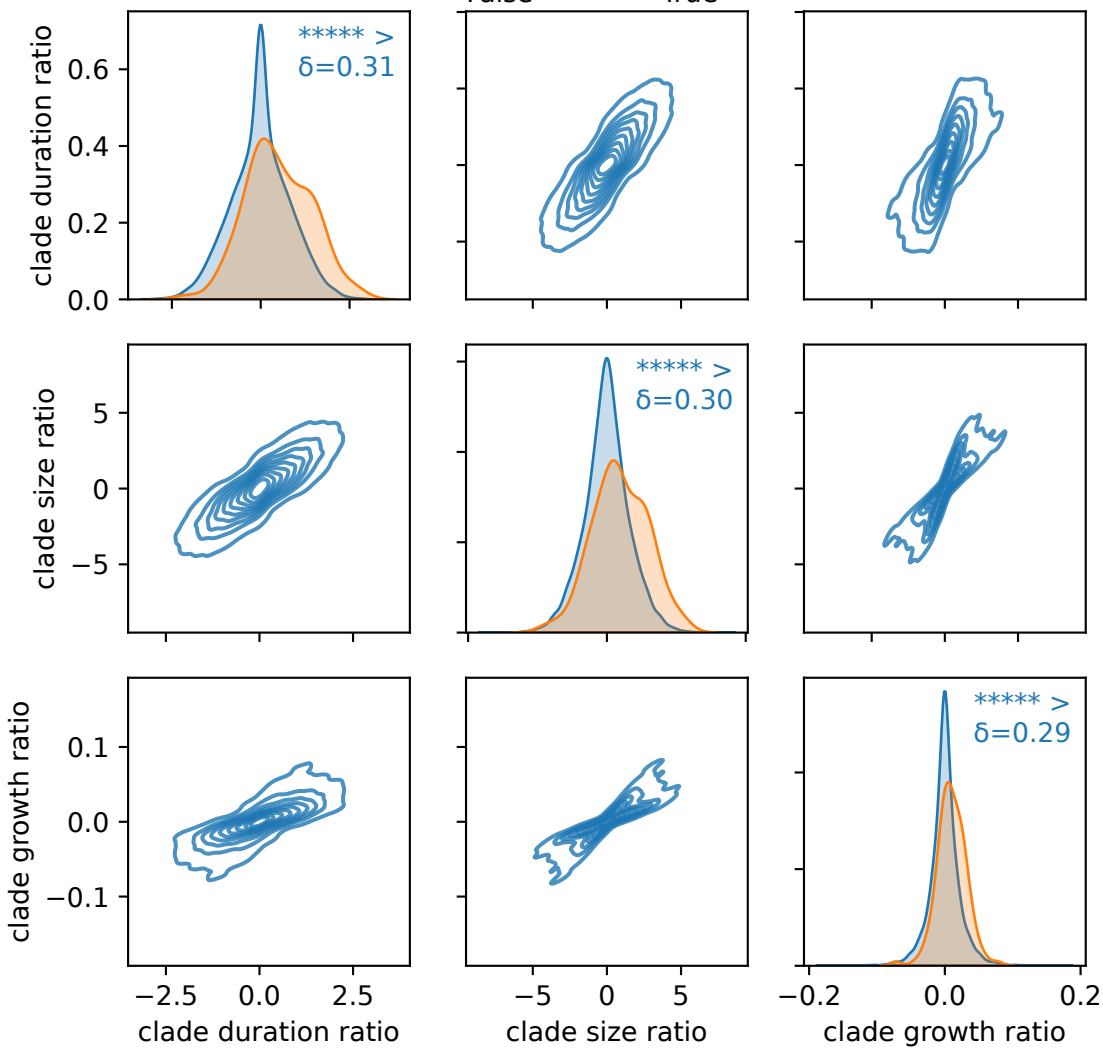 ***** >
δ=0.31
clade duration ratio
0.6
0.4
0.2
0.0
***** >
δ=0.30
clade size ratio
5
0
−5
***** >
δ=0.29
clade growth ratio
0.1
0.0
−0.1
−2.5 0.0 2.5 −5 0 5 −0.2 0.0 0.2
clade duration ratio clade size ratio clade growth ratio